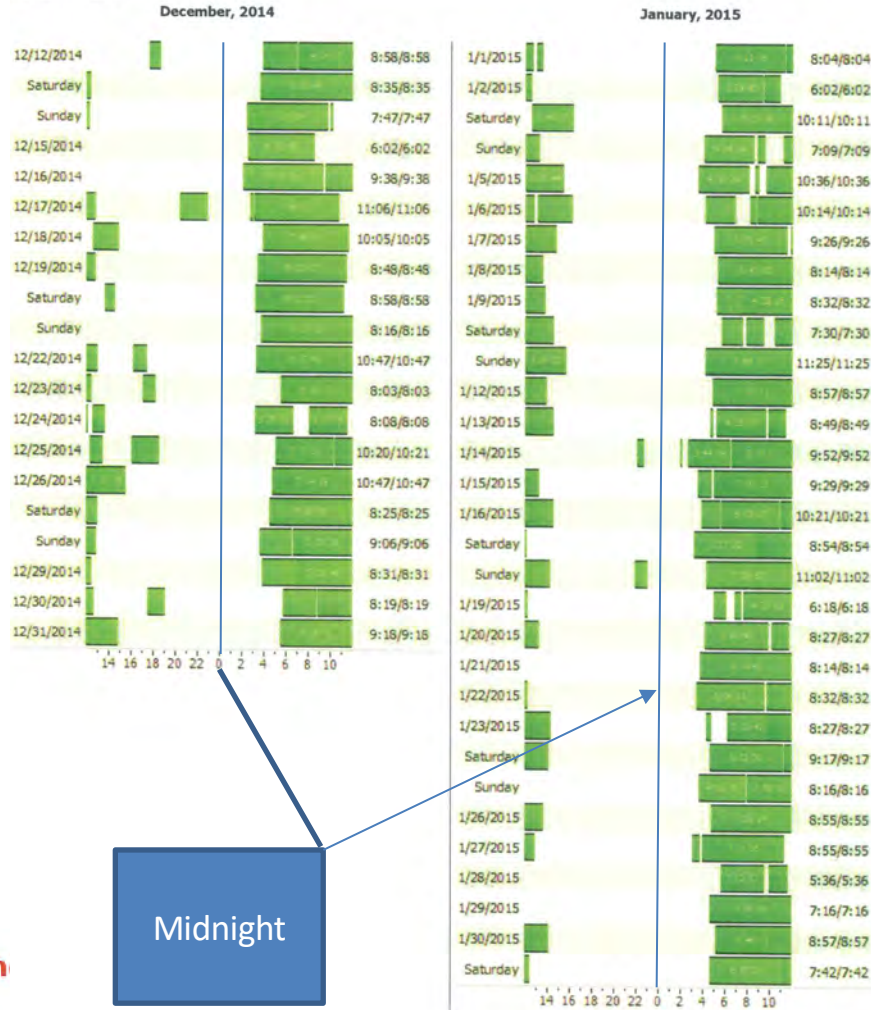 December, 2014
12/12/2014 8:58/8:58
Saturday 8:35/8:35
Sunday 7:47/7:47
12/15/2014 6:02/6:02
12/16/2014 9:38/9:38
12/17/2014 11:06/11:06
12/18/2014 10:05/10:05
12/19/2014 8:48/8:48
Saturday 8:58/8:58
Sunday 8:16/8:16
12/22/2014 10:47/10:47
12/23/2014 8:03/8:03
12/24/2014 8:08/8:08
12/25/2014 10:20/10:21
12/26/2014 10:47/10:47
Saturday 8:25/8:25
Sunday 9:06/9:06
12/29/2014 8:31/8:31
12/30/2014 8:19/8:19
12/31/2014 9:18/9:18
14 16 18 20 22 0 2 4 6 8 10
Midnight
January, 2015
1/1/2015 8:04/8:04
1/2/2015 6:02/6:02
Saturday 10:11/10:11
Sunday 7:09/7:09
1/5/2015 10:36/10:36
1/6/2015 10:14/10:14
1/7/2015 9:26/9:26
1/8/2015 8:14/8:14
1/9/2015 8:32/8:32
Saturday 7:30/7:30
Sunday 11:25/11:25
1/12/2015 8:57/8:57
1/13/2015 8:49/8:49
1/14/2015 9:52/9:52
1/15/2015 9:29/9:29
1/16/2015 10:21/10:21
Saturday 8:54/8:54
Sunday 11:02/11:02
1/19/2015 6:18/6:18
1/20/2015 8:27/8:27
1/21/2015 8:14/8:14
1/22/2015 8:32/8:32
1/23/2015 8:27/8:27
Saturday 9:17/9:17
Sunday 8:16/8:16
1/26/2015 8:55/8:55
1/27/2015 8:55/8:55
1/28/2015 5:36/5:36
1/29/2015 7:16/7:16
1/30/2015 8:57/8:57
Saturday 7:42/7:42
14 16 18 20 22 0 2 4 6 8 10